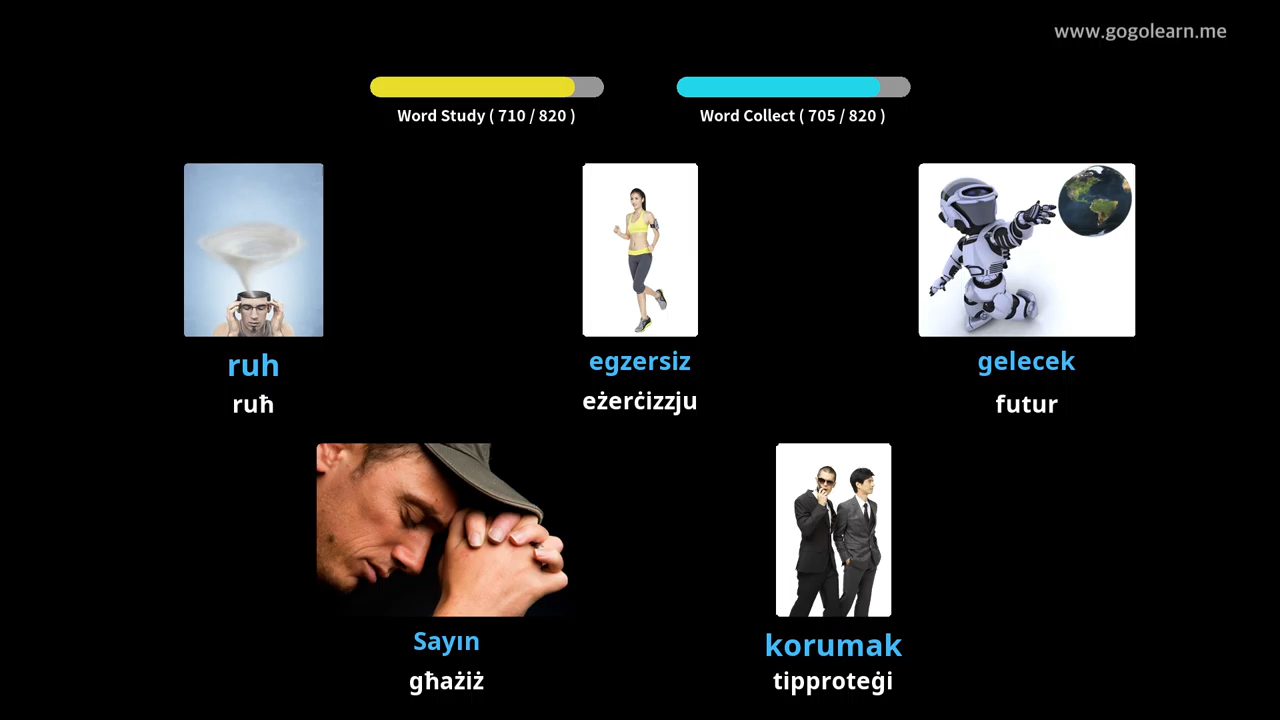 www.gogolearn.me
Word Study ( 710 / 820 )
Word Collect ( 705 / 820 )
ruh
egzersiz
gelecek
ruħ
eżerċizzju
futur
Sayın
korumak
għażiż
tipproteġi